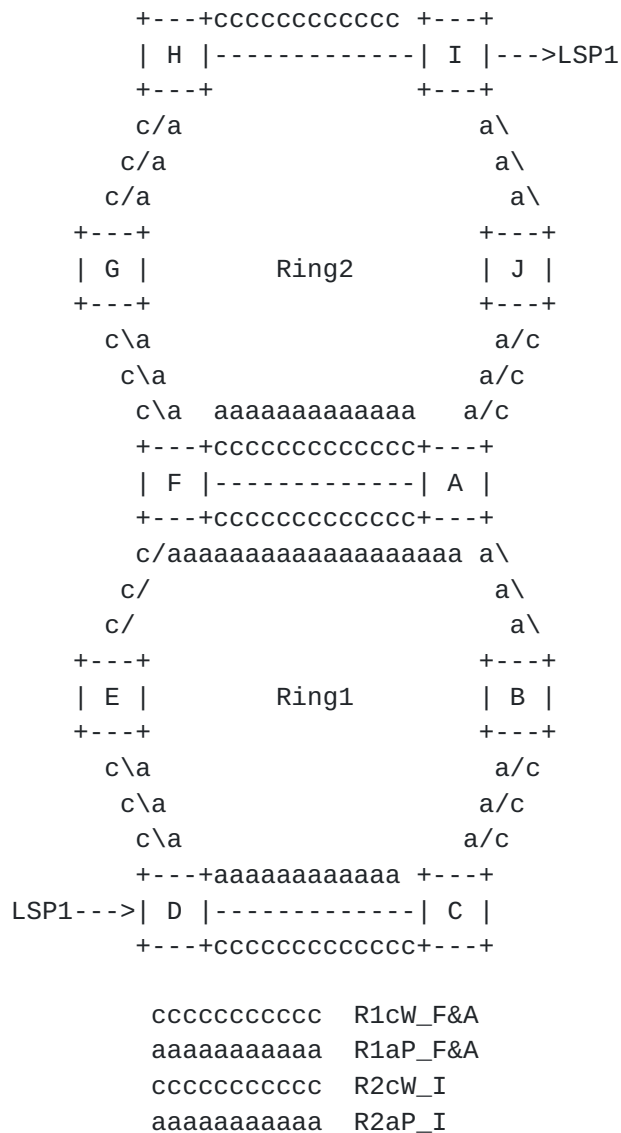 +---+cccccccccccc +---+
        | H |-------------| I |--->LSP1
        +---+             +---+
        c/a                   a\
       c/a                     a\
      c/a                       a\
    +---+                     +---+
    | G |        Ring2        | J |
    +---+                     +---+
      c\a                      a/c
       c\a                    a/c
        c\a  aaaaaaaaaaaaa   a/c
        +---+ccccccccccccc+---+
        | F |-------------| A |
        +---+ccccccccccccc+---+
        c/aaaaaaaaaaaaaaaaaaa a\
       c/                      a\
      c/                        a\
    +---+                     +---+
    | E |        Ring1        | B |
    +---+                     +---+
      c\a                      a/c
       c\a                    a/c
        c\a                  a/c
        +---+aaaaaaaaaaaa +---+
LSP1--->| D |-------------| C |
        +---+ccccccccccccc+---+
         ccccccccccc  R1cW_F&A
         aaaaaaaaaaa  R1aP_F&A
         ccccccccccc  R2cW_I
         aaaaaaaaaaa  R2aP_I